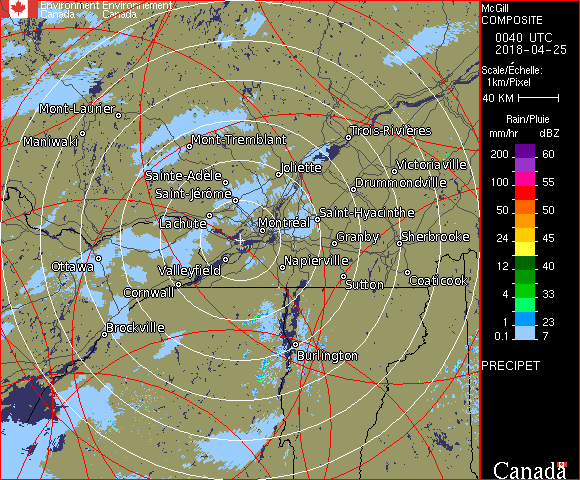 Environment Environnement
Canada Canada
McGill
COMPOSITE
0040 UTC
2018-04-25
Scale/Échelle:
1km/Pixel
40 KM
Rain/Pluie
mm/hr dBZ
200 60
100 55
50 50
24 45
12 40
8 33
4 28
1 23
0.1 7
PRECIPET
Canada
Mont-Laurier
Maniwaki
Mont-Tremblant
Trois-Rivières
Joliette
Victoriaville
Sainte-Adèle
Drummondville
Saint-Jérôme
Saint-Hyacinthe
Lachute
Montréal
Granby
Sherbrooke
Ottawa
Valleyfield
Napierville
Sutton
Coaticook
Cornwall
Brockville
Burlington